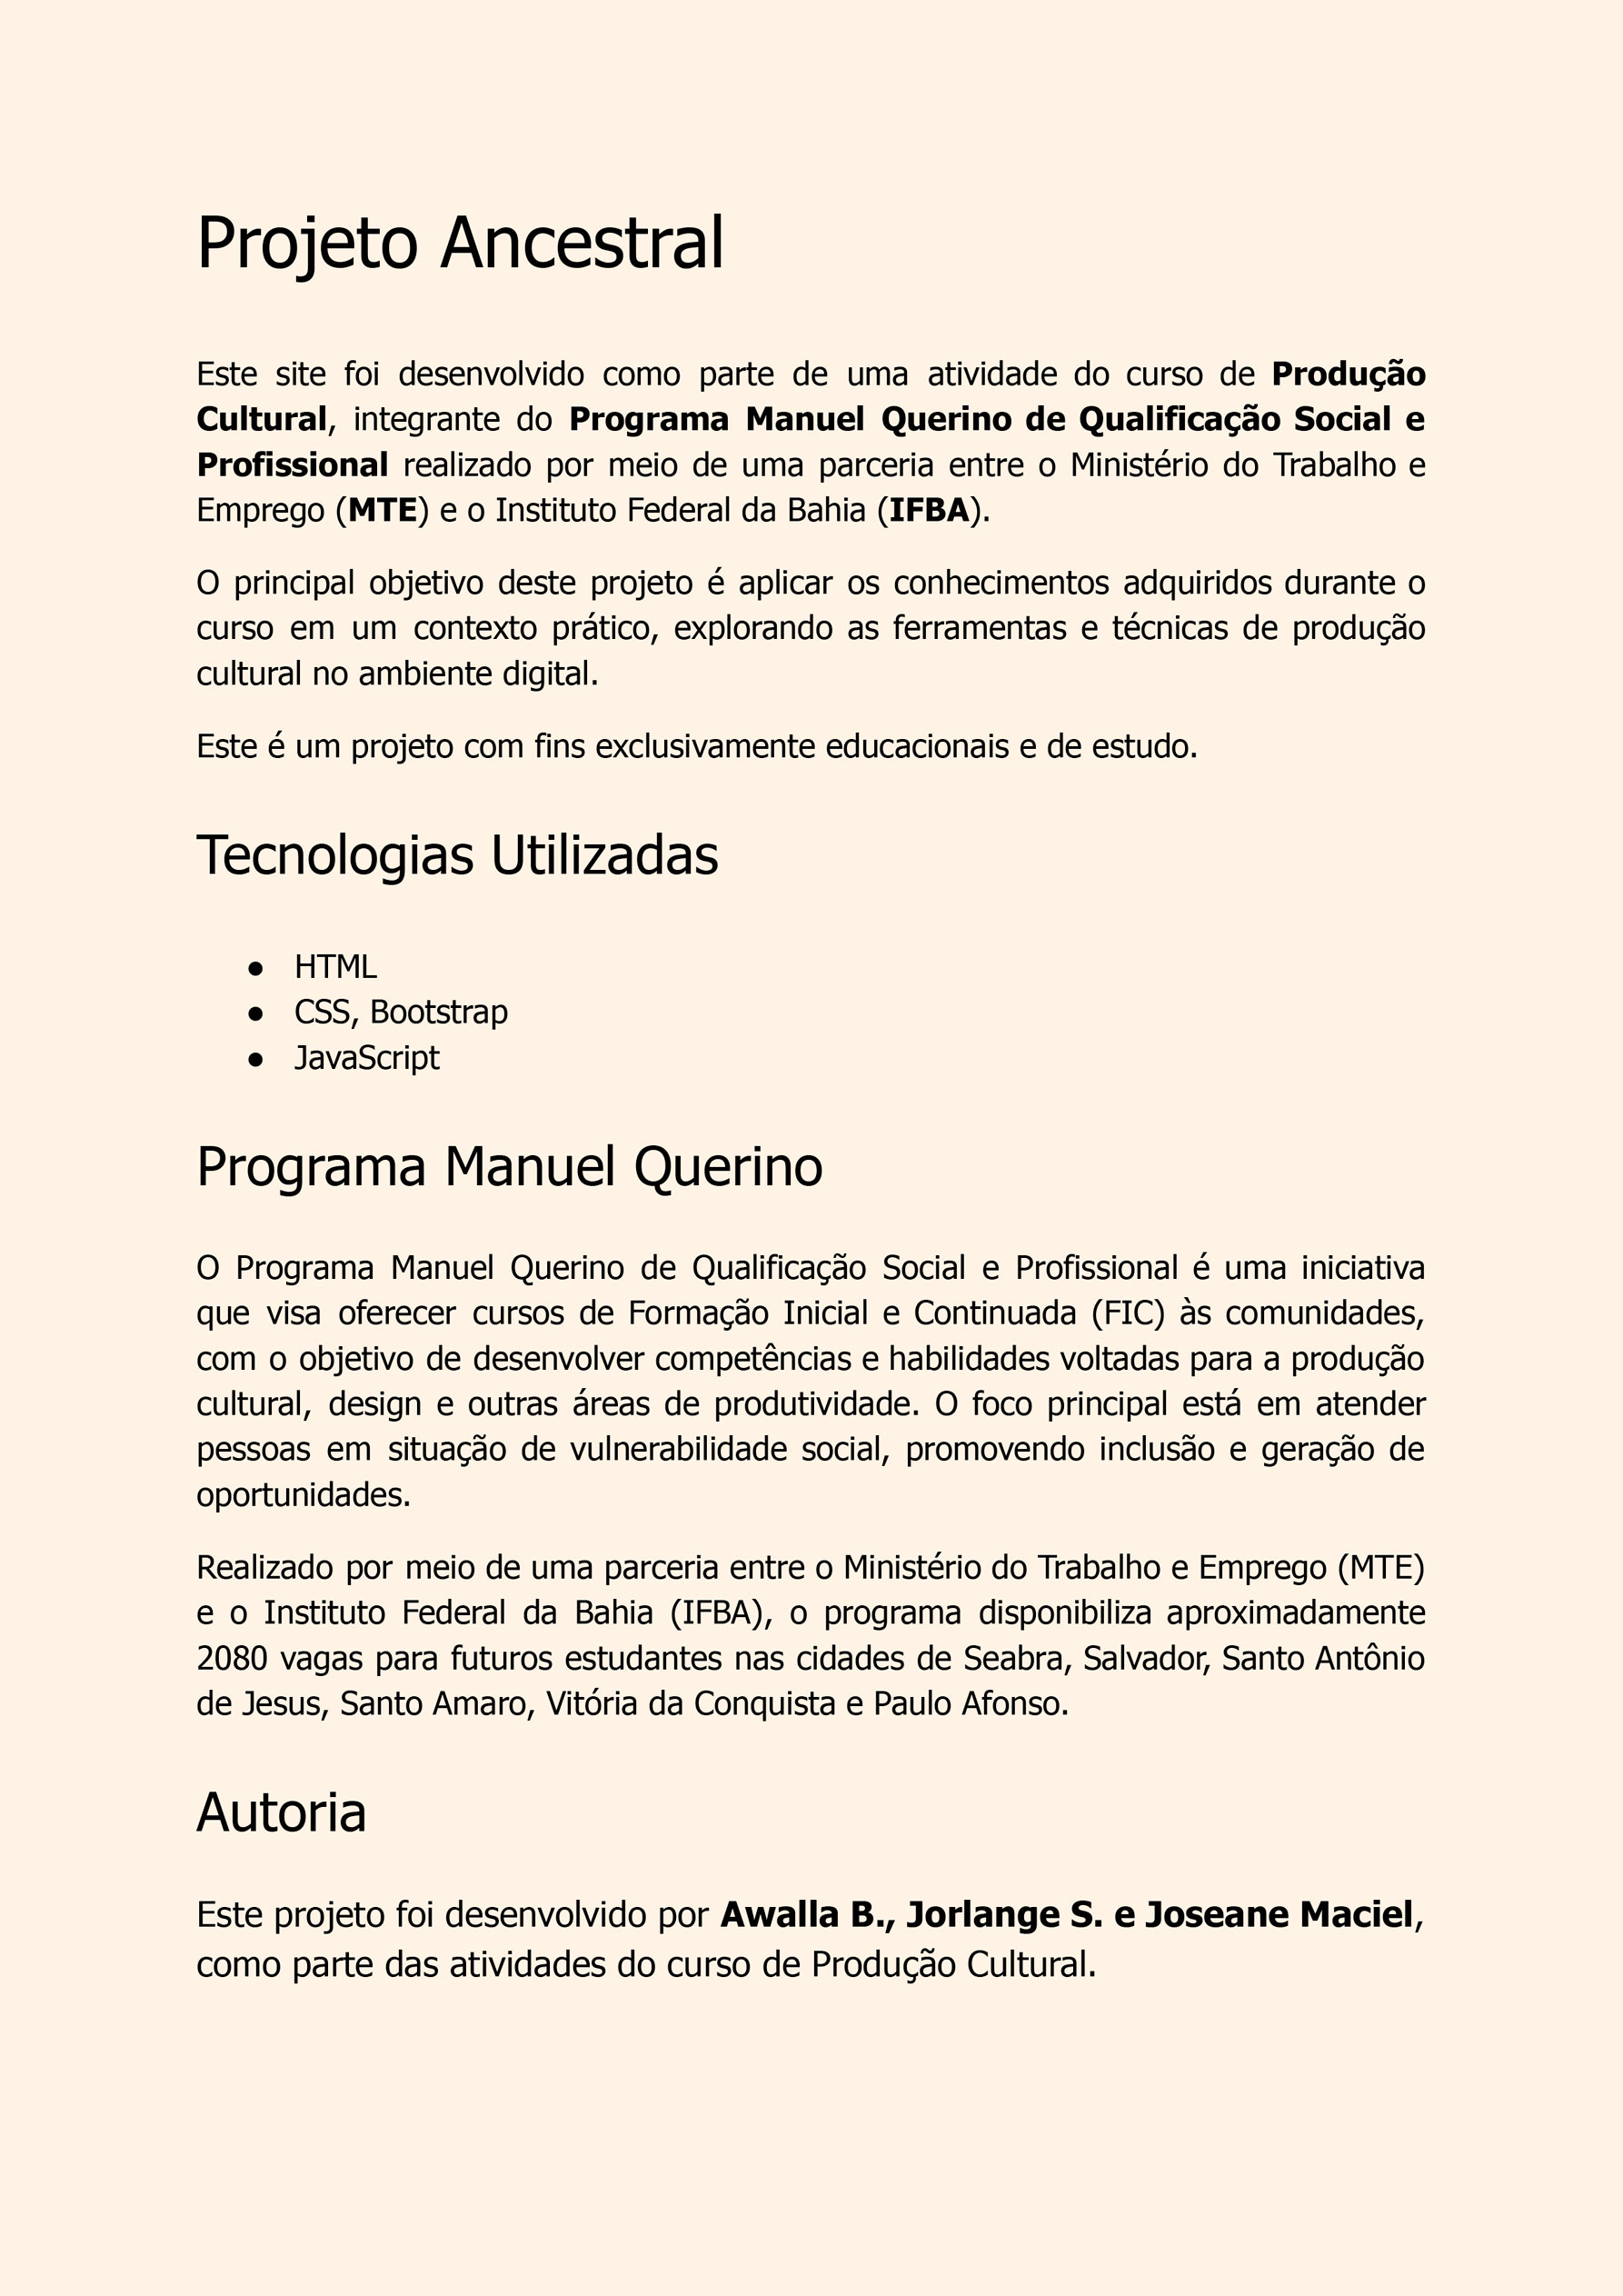 Projeto Ancestral
Este site foi desenvolvido como parte de uma atividade do curso de Produção
Cultural, integrante do Programa Manuel Querino de Qualificação Social e
Profissional realizado por meio de uma parceria entre o Ministério do Trabalho e
Emprego (MTE) e o Instituto Federal da Bahia (IFBA).
O principal objetivo deste projeto é aplicar os conhecimentos adquiridos durante o
curso em um contexto prático, explorando as ferramentas e técnicas de produção
cultural no ambiente digital.
Este é um projeto com fins exclusivamente educacionais e de estudo.
Tecnologias Utilizadas
● HTML
● CSS, Bootstrap
● JavaScript
Programa Manuel Querino
O Programa Manuel Querino de Qualificação Social e Profissional é uma iniciativa
que visa oferecer cursos de Formação Inicial e Continuada (FIC) às comunidades,
com o objetivo de desenvolver competências e habilidades voltadas para a produção
cultural, design e outras áreas de produtividade. O foco principal está em atender
pessoas em situação de vulnerabilidade social, promovendo inclusão e geração de
oportunidades.
Realizado por meio de uma parceria entre o Ministério do Trabalho e Emprego (MTE)
e o Instituto Federal da Bahia (IFBA), o programa disponibiliza aproximadamente
2080 vagas para futuros estudantes nas cidades de Seabra, Salvador, Santo Antônio
de Jesus, Santo Amaro, Vitória da Conquista e Paulo Afonso.
Autoria
Este projeto foi desenvolvido por Awalla B., Jorlange S. e Joseane Maciel,
como parte das atividades do curso de Produção Cultural.